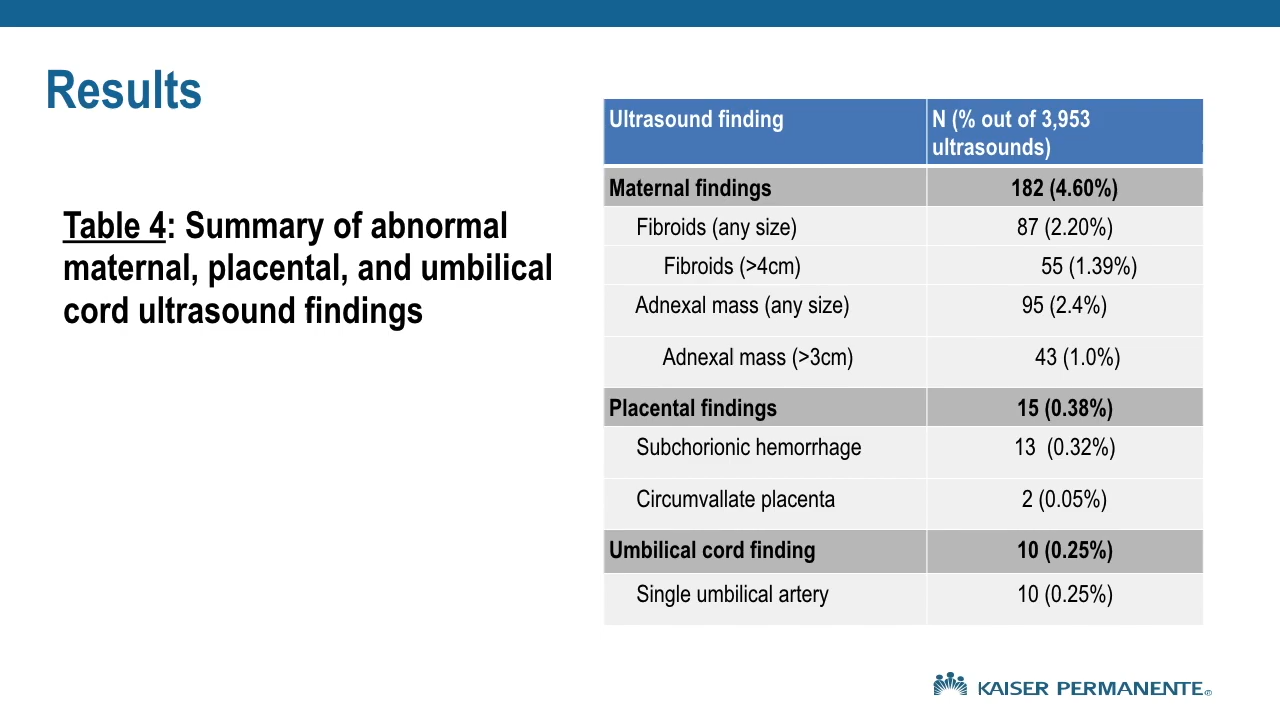 Results
Table 4: Summary of abnormal
maternal, placental, and umbilical
cord ultrasound findings
Ultrasound finding N (% out of 3,953
ultrasounds)
Maternal findings 182 (4.60%)
Fibroids (any size) 87 (2.20%)
Fibroids (>4cm) 55 (1.39%)
Adnexal mass (any size) 95 (2.4%)
Adnexal mass (>3cm) 43 (1.0%)
Placental findings 15 (0.38%)
Subchorionic hemorrhage 13 (0.32%)
Circumvallate placenta 2 (0.05%)
Umbilical cord finding 10 (0.25%)
Single umbilical artery 10 (0.25%)
KAISER PERMANENTE®